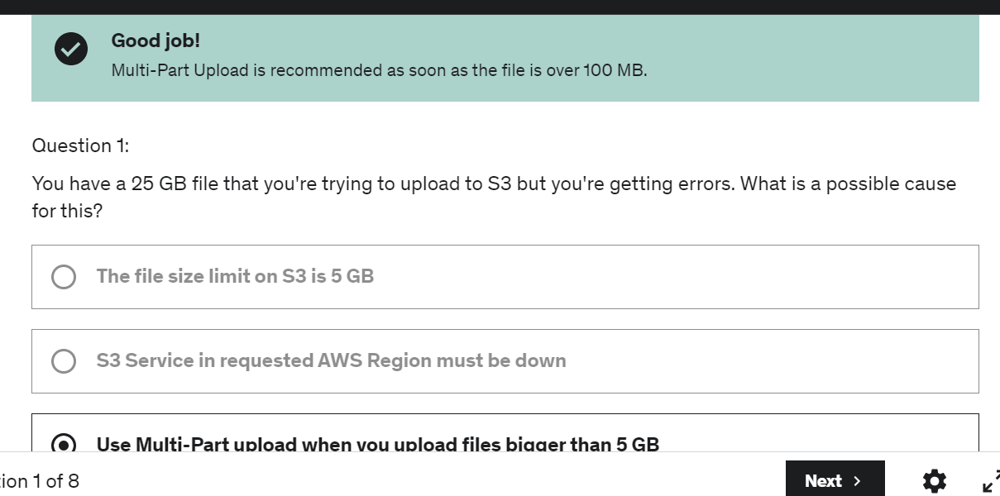 Good job!
Multi-Part Upload is recommended as soon as the file is over 100 MB.
Question 1:
You have a 25 GB file that you're trying to upload to S3 but you're getting errors. What is a possible cause
for this?
The file size limit on S3 is 5 GB
S3 Service in requested AWS Region must be down
Use Multi-Part upload when you upload files bigger than 5 GB
ion 1 of 8
Next